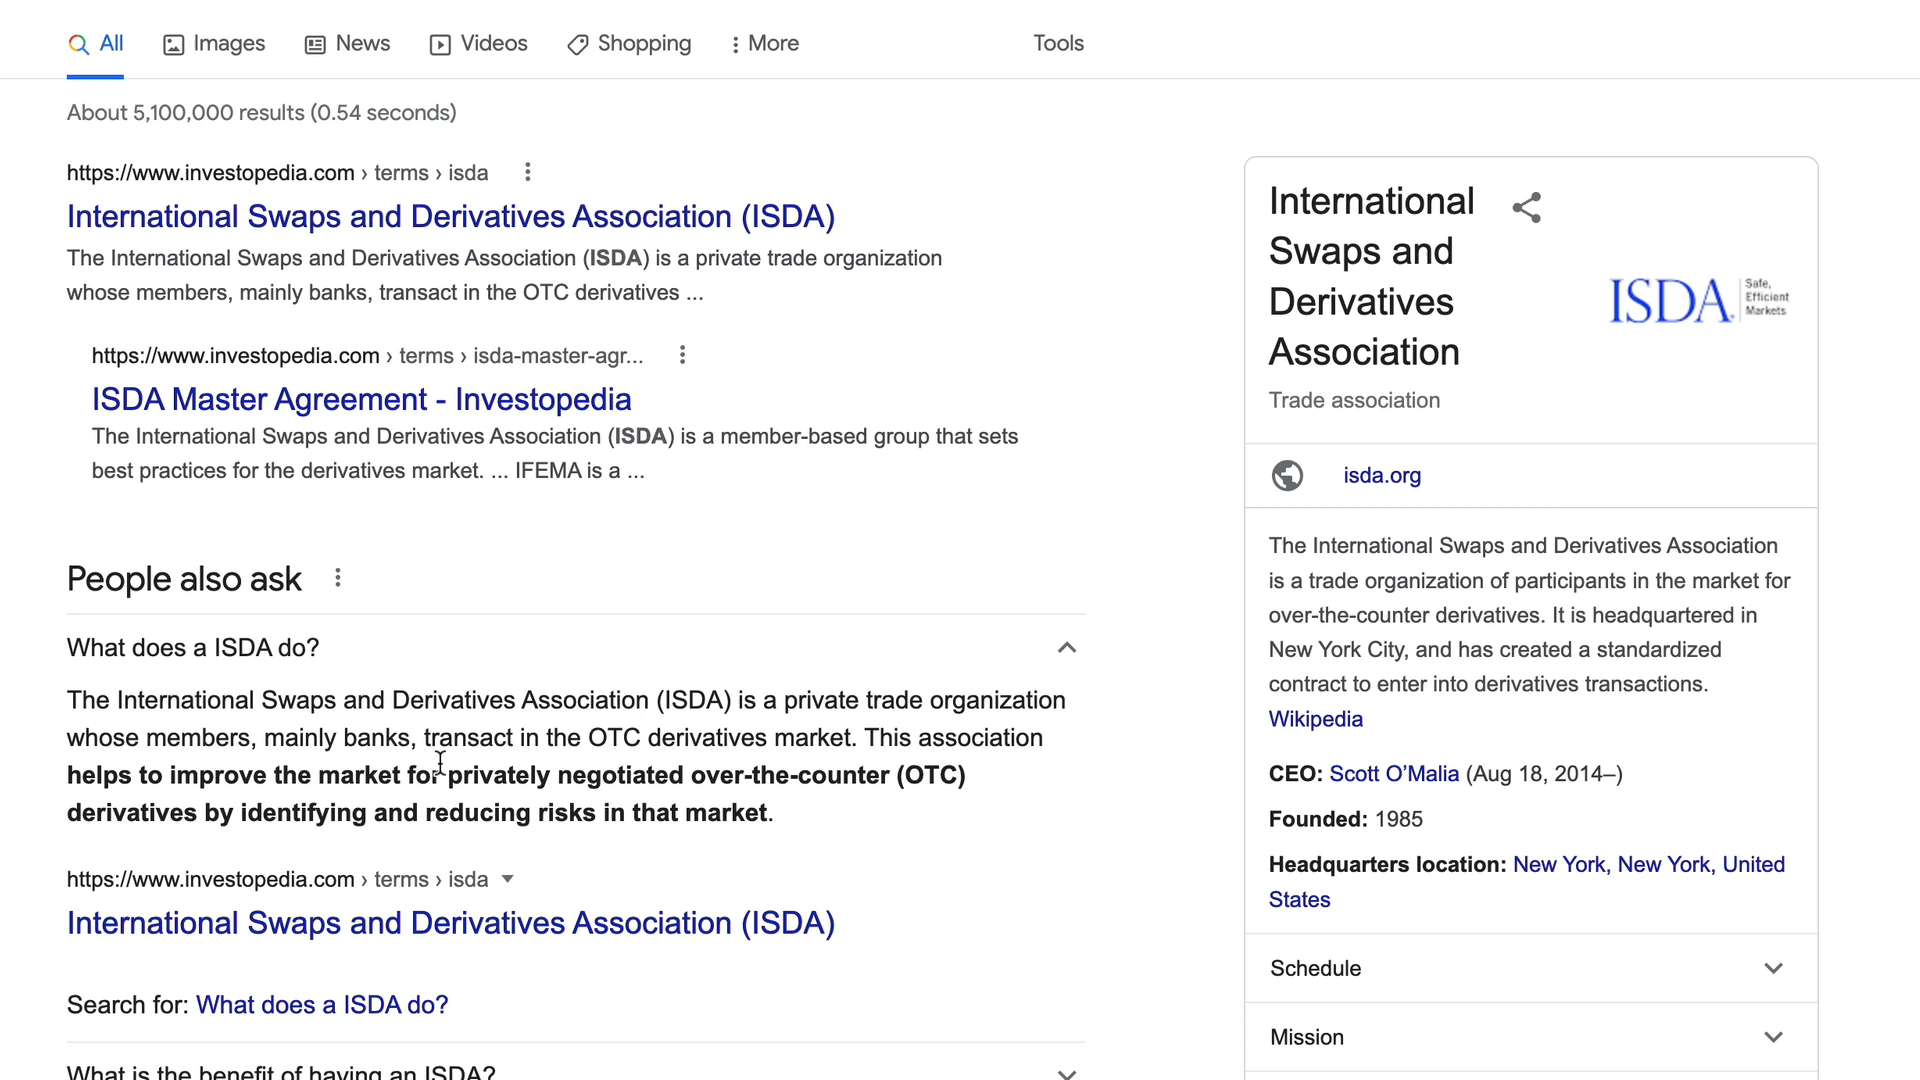 All
Images
News
Videos
Shopping
More
Tools
About 5,100,000 results (0.54 seconds)
https://www.investopedia.com › terms › isda
International Swaps and Derivatives Association (ISDA)
The International Swaps and Derivatives Association (ISDA) is a private trade organization
whose members, mainly banks, transact in the OTC derivatives ...
https://www.investopedia.com › terms › isda-master-agr...
ISDA Master Agreement - Investopedia
The International Swaps and Derivatives Association (ISDA) is a member-based group that sets
best practices for the derivatives market. ... IFEMA is a ...
People also ask
What does a ISDA do?
The International Swaps and Derivatives Association (ISDA) is a private trade organization
whose members, mainly banks, transact in the OTC derivatives market. This association
helps to improve the market for privately negotiated over-the-counter (OTC)
derivatives by identifying and reducing risks in that market.
https://www.investopedia.com › terms › isda
International Swaps and Derivatives Association (ISDA)
Search for: What does a ISDA do?
What is the benefit of having an ISDA?
International
Swaps and
Derivatives
Association
Trade association
ISDA
Safe,
Efficient
Markets
isda.org
The International Swaps and Derivatives Association
is a trade organization of participants in the market for
over-the-counter derivatives. It is headquartered in
New York City, and has created a standardized
contract to enter into derivatives transactions.
Wikipedia
CEO: Scott O’Malia (Aug 18, 2014–)
Founded: 1985
Headquarters location: New York, New York, United
States
Schedule
Mission